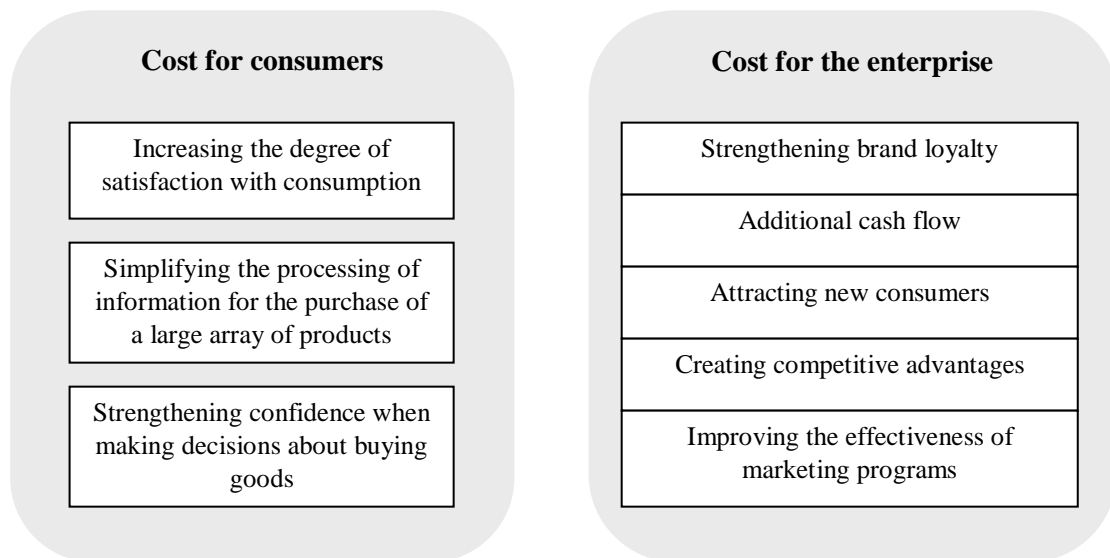 Cost for consumers
Increasing the degree of
satisfaction with consumption
Simplifying the processing of
information for the purchase of
a large array of products
Strengthening confidence when
making decisions about buying
goods
Cost for the enterprise
Strengthening brand loyalty
Additional cash flow
Attracting new consumers
Creating competitive advantages
Improving the effectiveness of
marketing programs